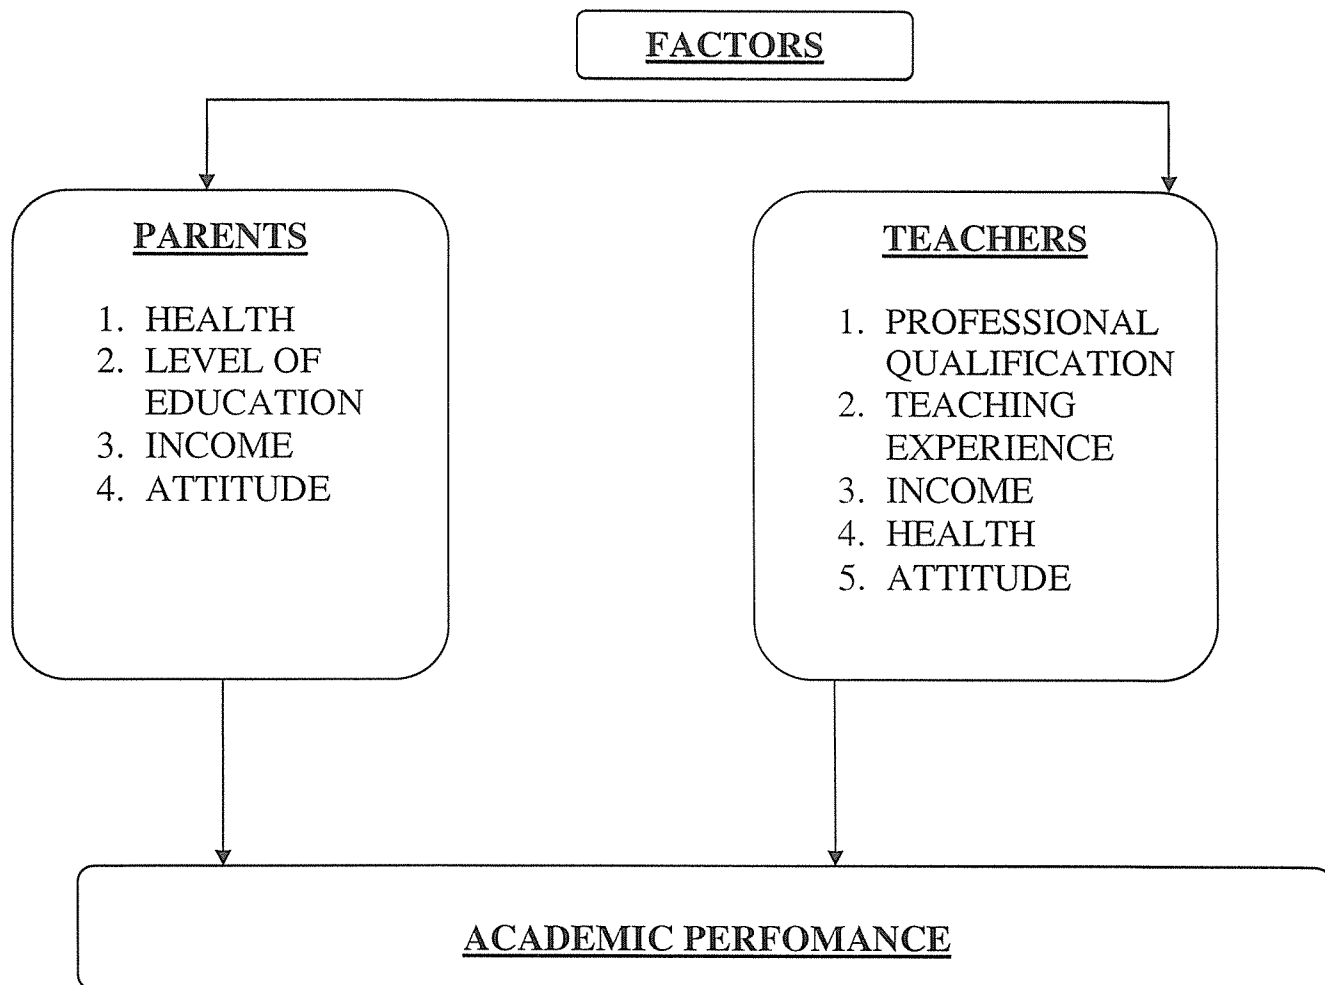 FACTORS
PARENTS
1. HEALTH
2. LEVEL OF
EDUCATION
3. INCOME
4. ATTITUDE
TEACHERS
1. PROFESSIONAL
QUALIFICATION
2. TEACHING
EXPERIENCE
3. INCOME
4. HEALTH
5. ATTITUDE
ACADEMIC PERFOMANCE